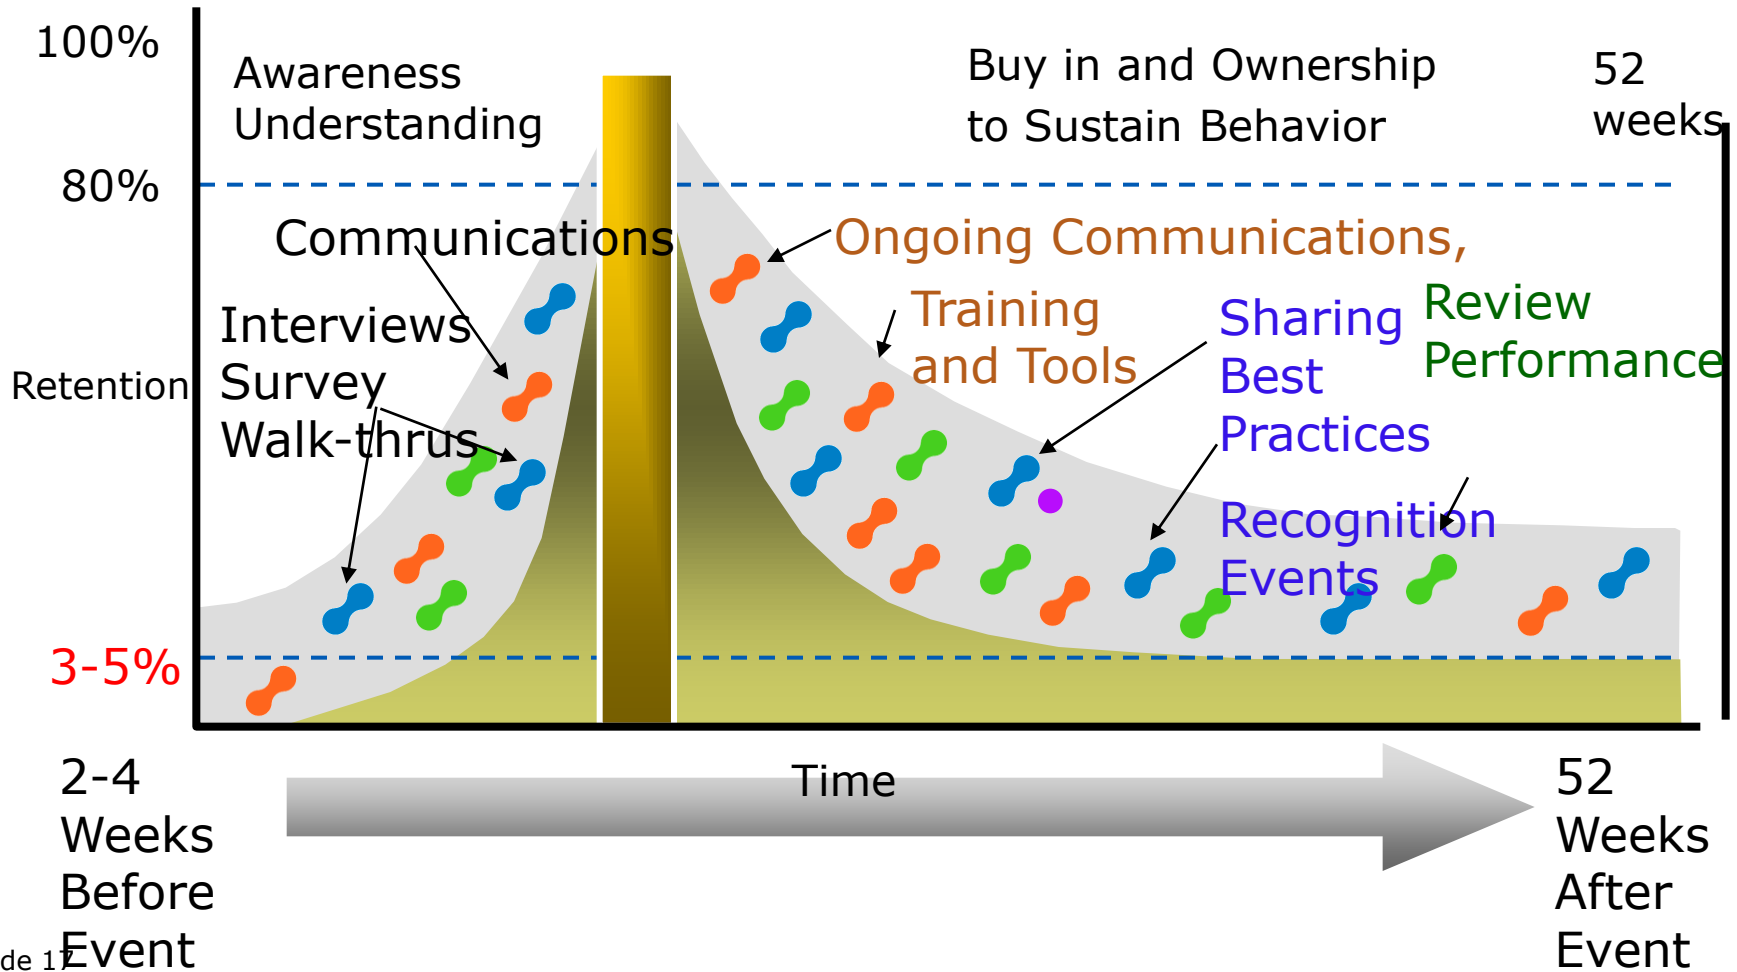 100%
Awareness
Understanding
Buy in and Ownership
to Sustain Behavior
52
weeks
80%
Communications
Ongoing Communications,
Interviews
Survey
Walk-thrus
Training
and Tools
Sharing
Best
Practices
Review
Performance
Retention
Recognition
Events
3-5%
Time
2-4
Weeks
Before
Event
52
Weeks
After
Event
de 17